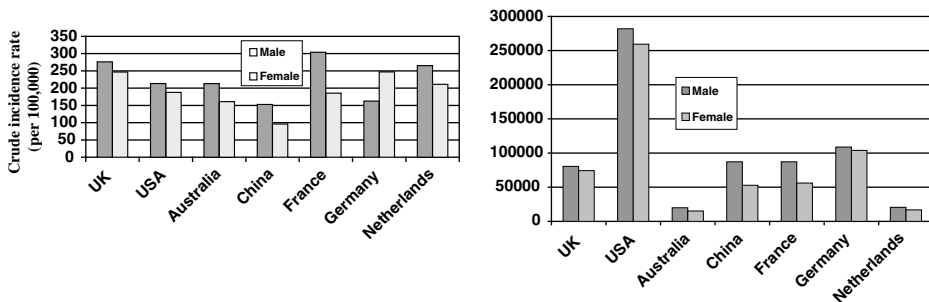 Crude incidence rate
(per 100,000)
350
300
250
200
150
100
50
0
Male
Female
UK
USA
Australia
China
France
Germany
Netherlands
300000
250000
200000
150000
100000
50000
0
Male
Female
UK
USA
Australia
China
France
Germany
Netherlands